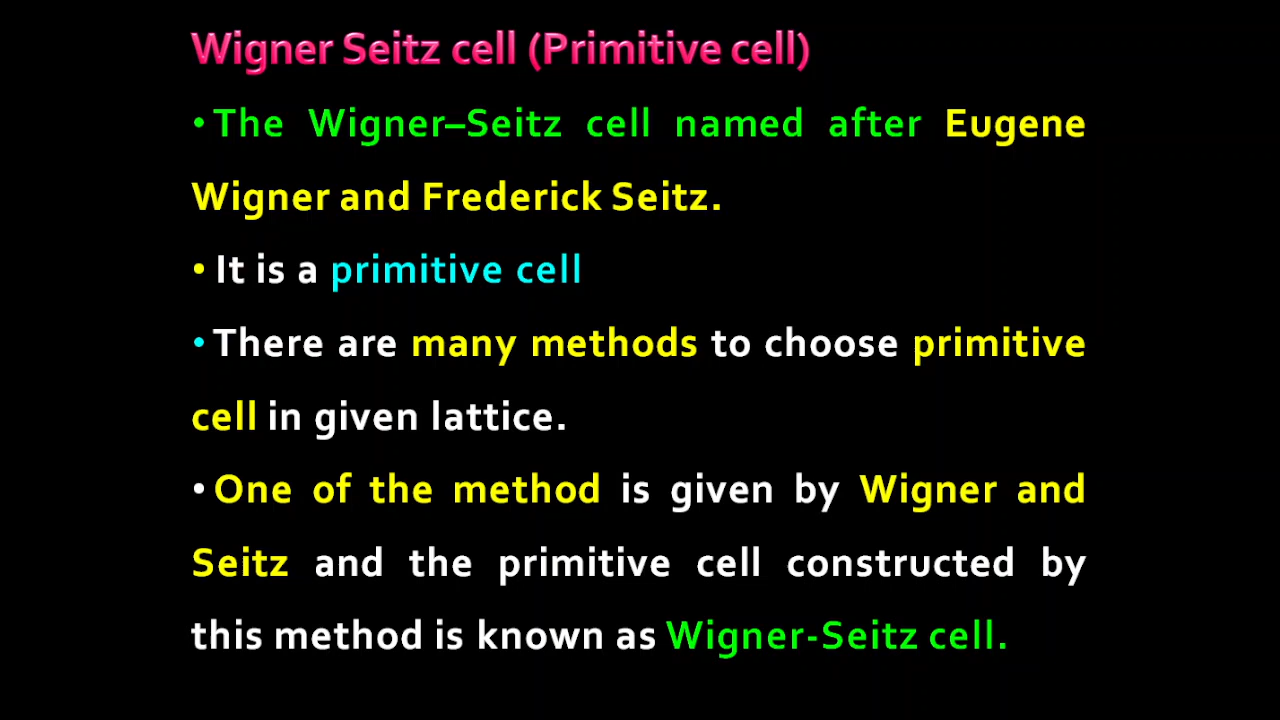 Wigner Seitz cell (Primitive cell)
•The Wigner–Seitz cell named after Eugene
Wigner and Frederick Seitz.
• It is a primitive cell
•There are many methods to choose primitive
cell in given lattice.
•One of the method is given by Wigner and
Seitz and the primitive cell constructed by
this method is known as Wigner-Seitz cell.